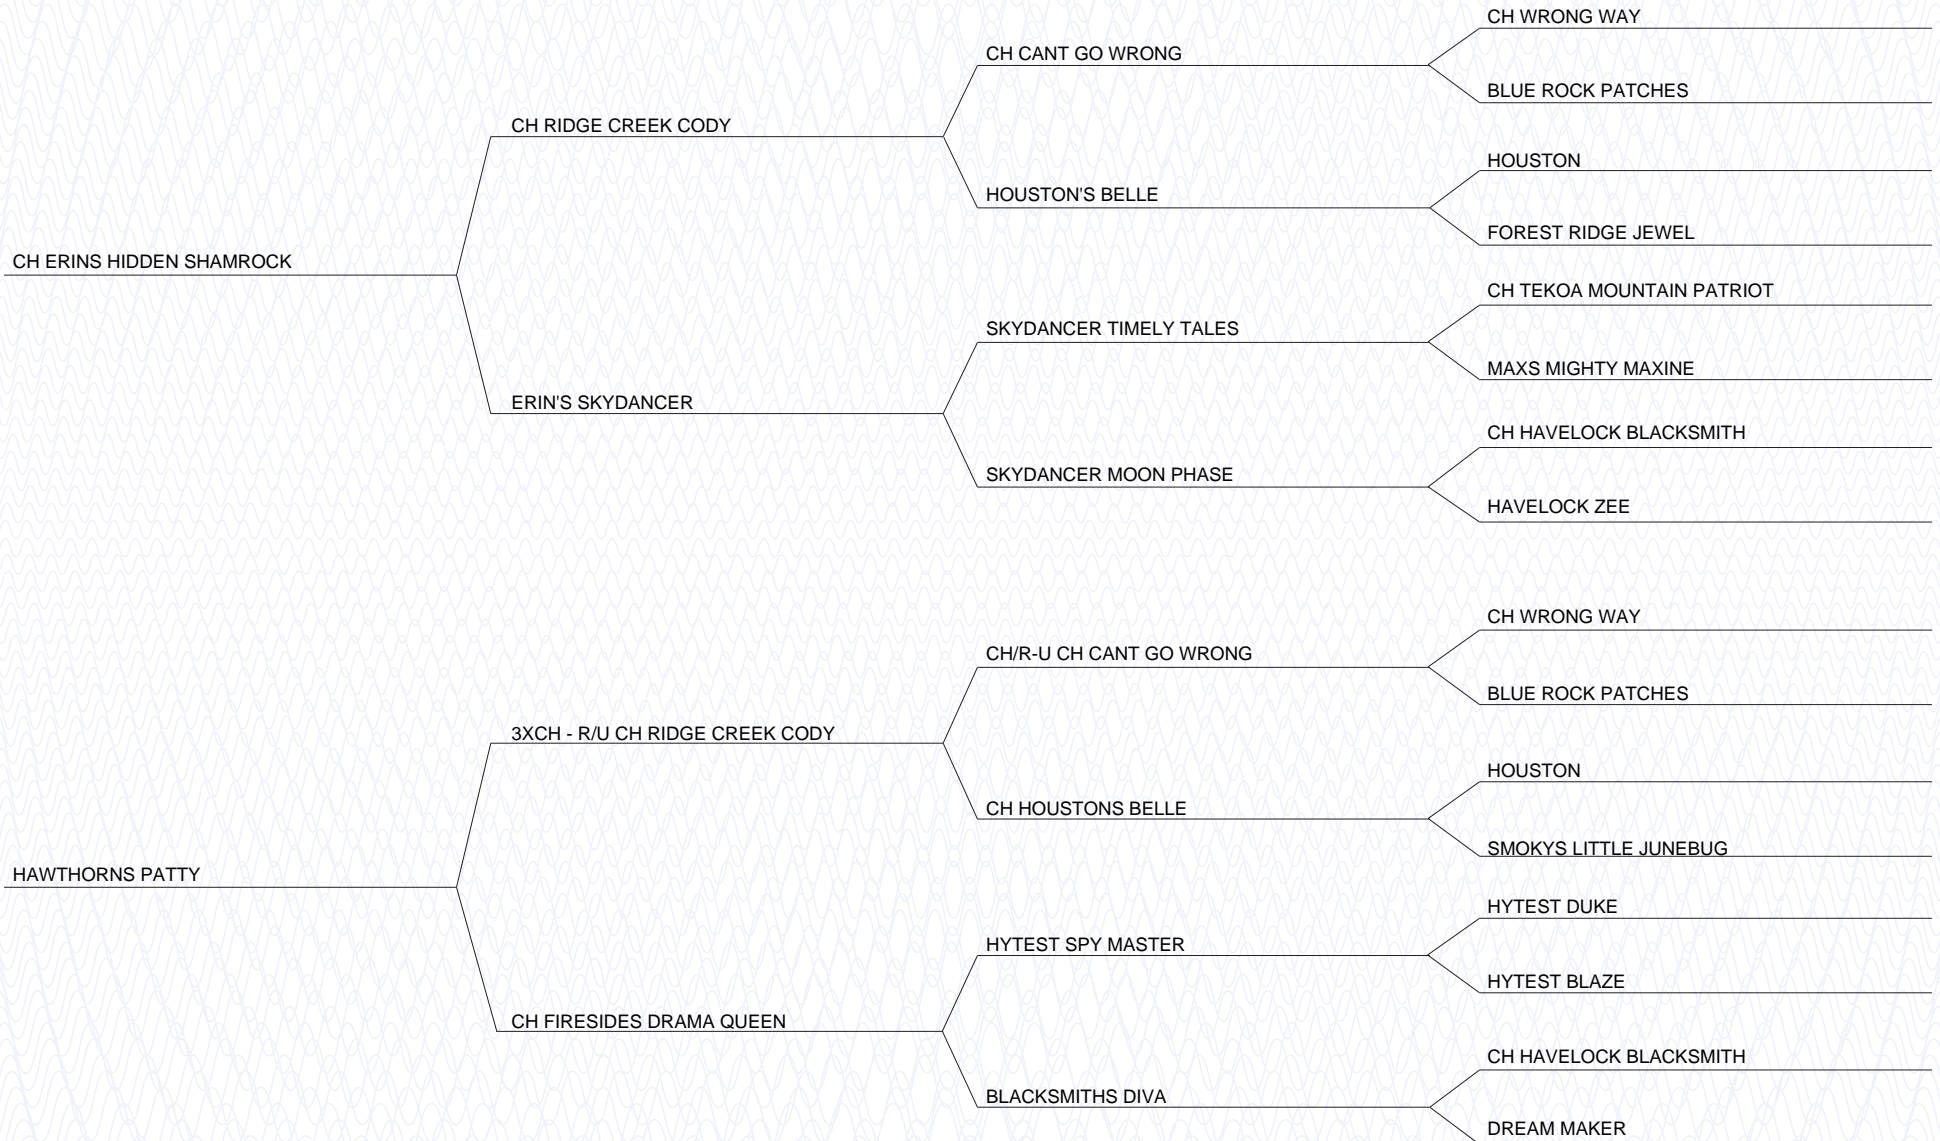 CH WRONG WAY
CH CANT GO WRONG
BLUE ROCK PATCHES
CH RIDGE CREEK CODY
HOUSTON
HOUSTON'S BELLE
FOREST RIDGE JEWEL
CH ERINS HIDDEN SHAMROCK
CH TEKOA MOUNTAIN PATRIOT
SKYDANCER TIMELY TALES
MAXS MIGHTY MAXINE
ERIN'S SKYDANCER
CH HAVELOCK BLACKSMITH
SKYDANCER MOON PHASE
HAVELOCK ZEE
CH WRONG WAY
CH/R-U CH CANT GO WRONG
BLUE ROCK PATCHES
3XCH - R/U CH RIDGE CREEK CODY
HOUSTON
CH HOUSTONS BELLE
SMOKYS LITTLE JUNEBUG
HAWTHORNS PATTY
HYTEST DUKE
HYTEST SPY MASTER
HYTEST BLAZE
CH FIRESIDES DRAMA QUEEN
CH HAVELOCK BLACKSMITH
BLACKSMITHS DIVA
DREAM MAKER